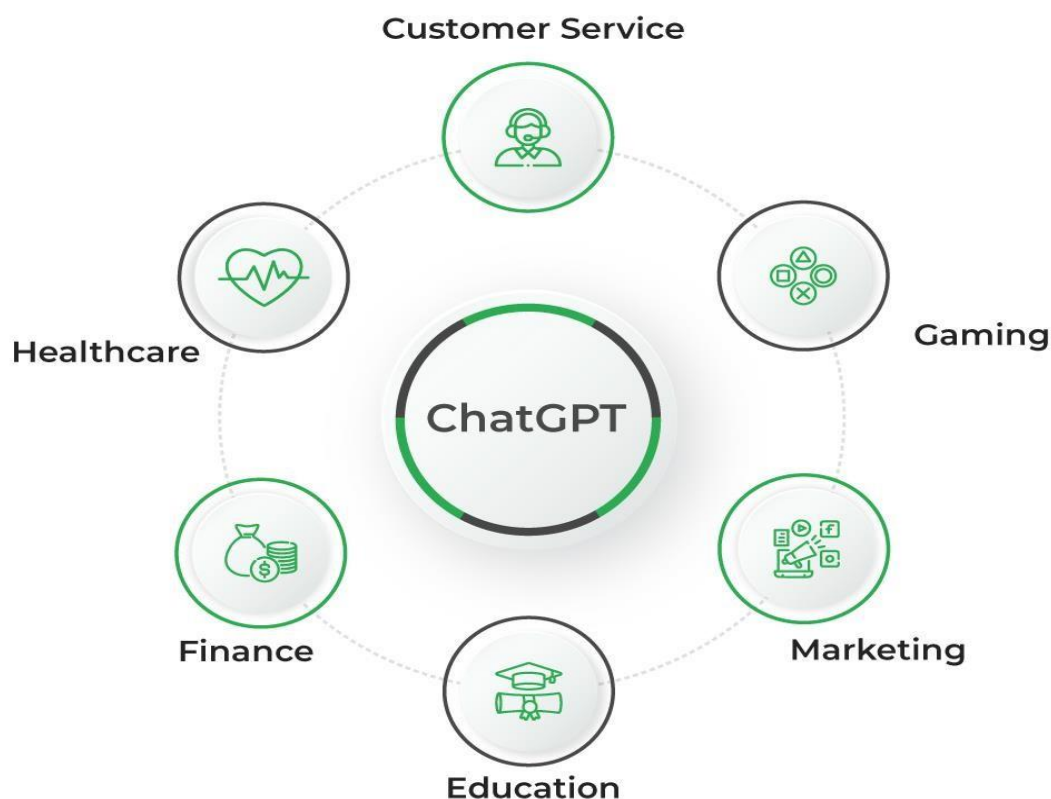 Customer Service
Gaming
Healthcare
ChatGPT
Finance
Marketing
Education